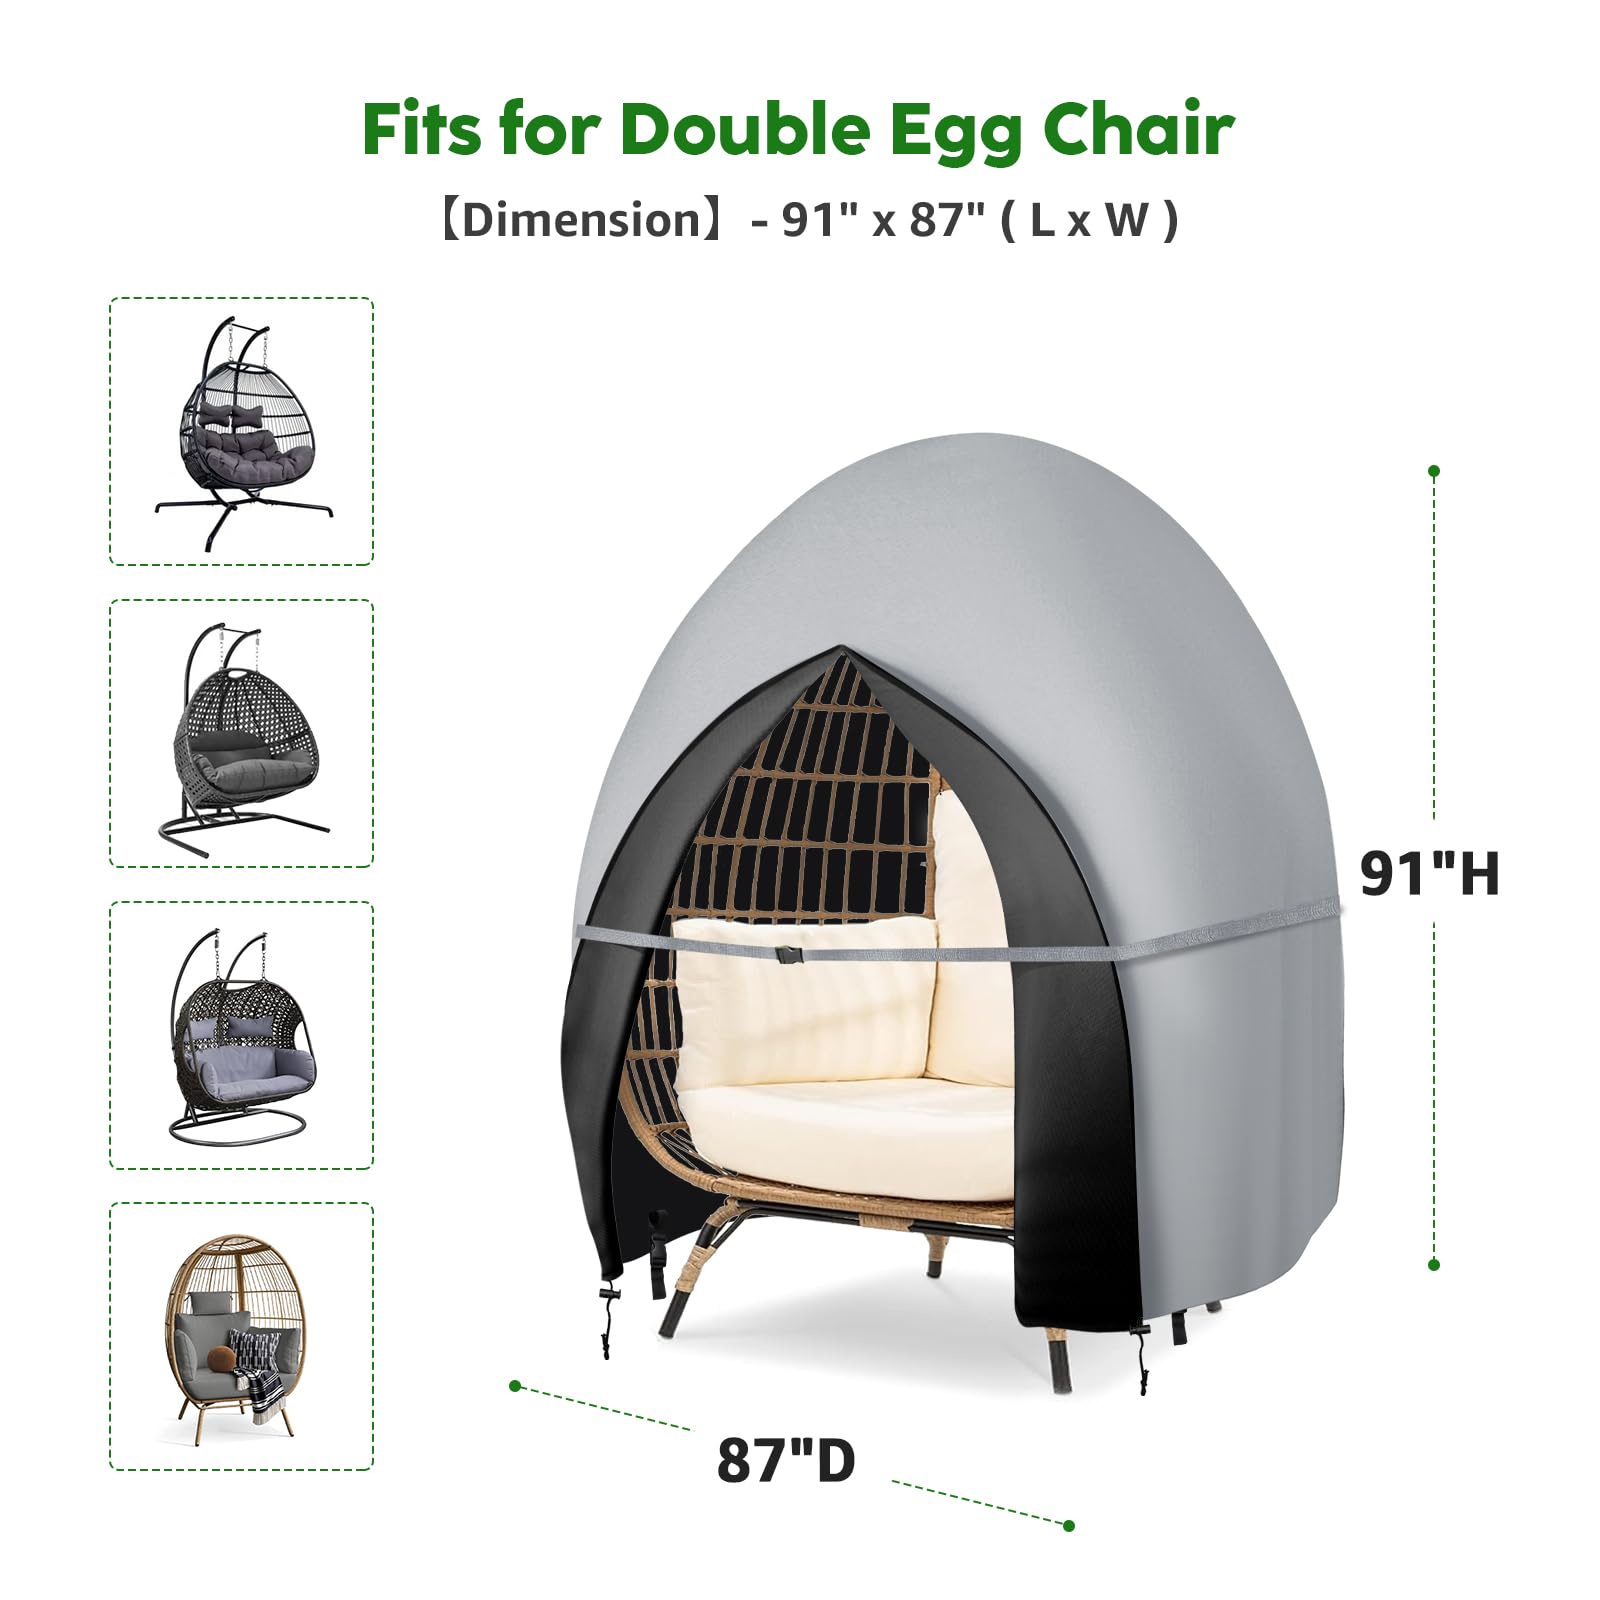 Fits for Double Egg Chair
【Dimension】 - 91" x 87" ( L x W )
91"H
87"D